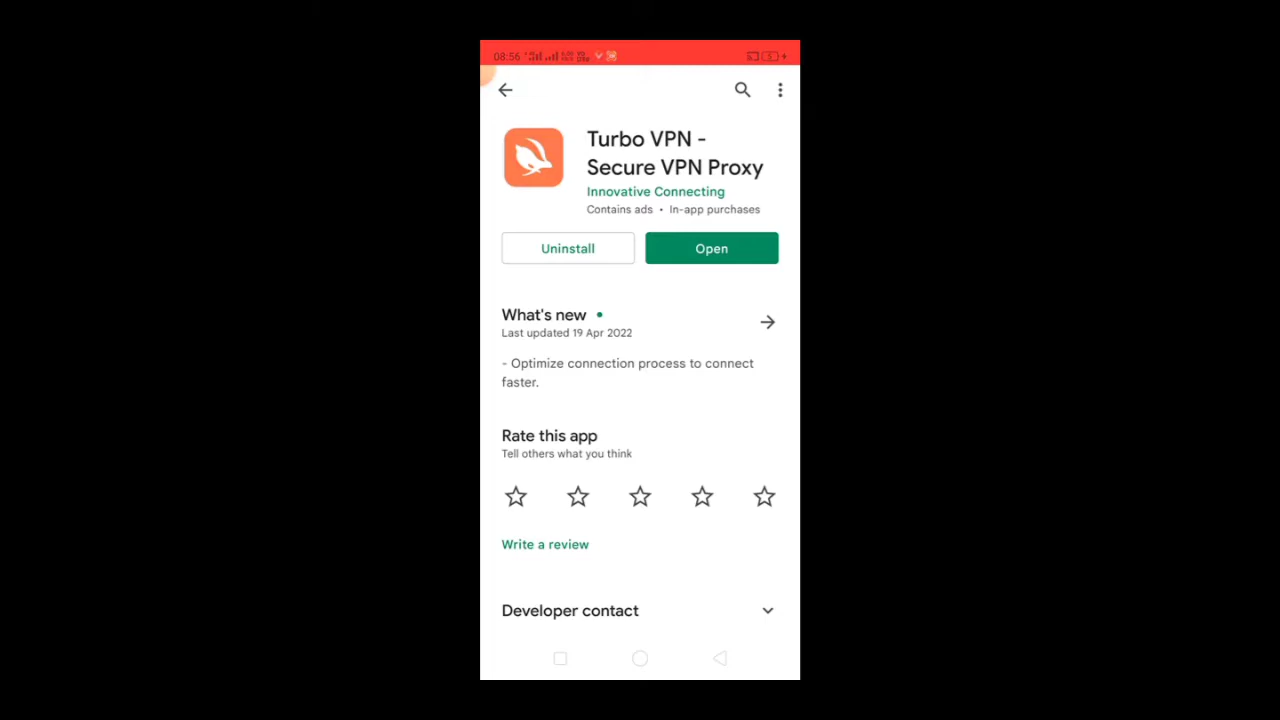 08:56
Turbo VPN -
Secure VPN Proxy
Innovative Connecting
Contains ads • In-app purchases
Uninstall
Open
What's new •
Last updated 19 Apr 2022
- Optimize connection process to connect
faster.
Rate this app
Tell others what you think
Write a review
Developer contact